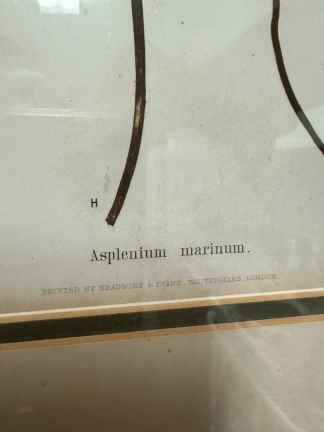 H
Asplenium marinum.
PRINTED BY BRADBURY & EVANS, WHITEFRIARS, LONDON.